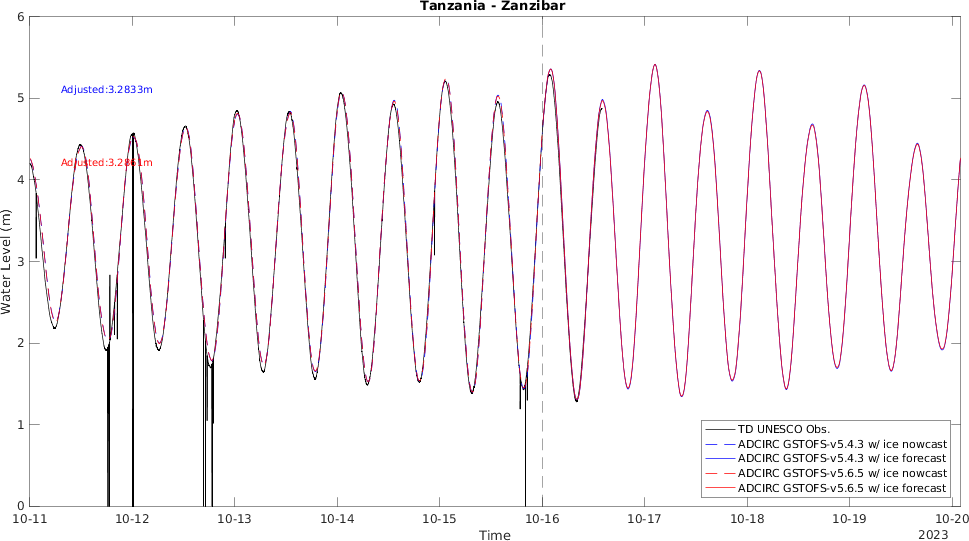 Tanzania - Zanzibar
6
5
4
3
2
1
0
Water Level (m)
Adjusted:3.2833m
Adjusted:3.2861m
TD UNESCO Obs.
ADCIRC GSTOFS-v5.4.3 w/ ice nowcast
ADCIRC GSTOFS-v5.4.3 w/ ice forecast
ADCIRC GSTOFS-v5.6.5 w/ ice nowcast
ADCIRC GSTOFS-v5.6.5 w/ ice forecast
10-11 10-12 10-13 10-14 10-15 10-16 10-17 10-18 10-19 10-20
Time
2023